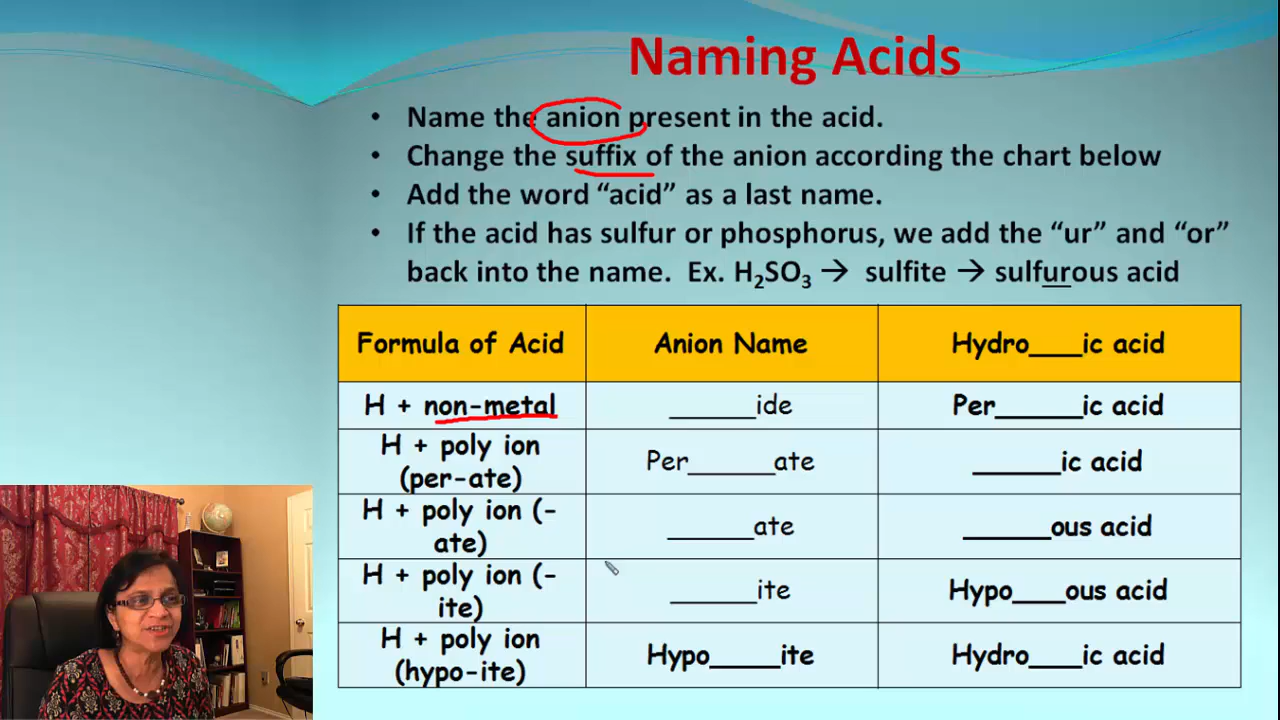 Naming Acids
• Name the anion present in the acid.
• Change the suffix of the anion according the chart below
• Add the word “acid” as a last name.
• If the acid has sulfur or phosphorus, we add the “ur” and “or”
back into the name. Ex. H₂SO₃ → sulfite → sulfurous acid
Formula of Acid Anion Name Hydro___ic acid
H + non-metal ______ide Per______ic acid
H + poly ion
(per-ate) Per______ate ______ic acid
H + poly ion (-
ate) ______ate ______ous acid
H + poly ion (-
ite) ______ite Hypo____ous acid
H + poly ion
(hypo-ite) Hypo_____ite Hydro___ic acid